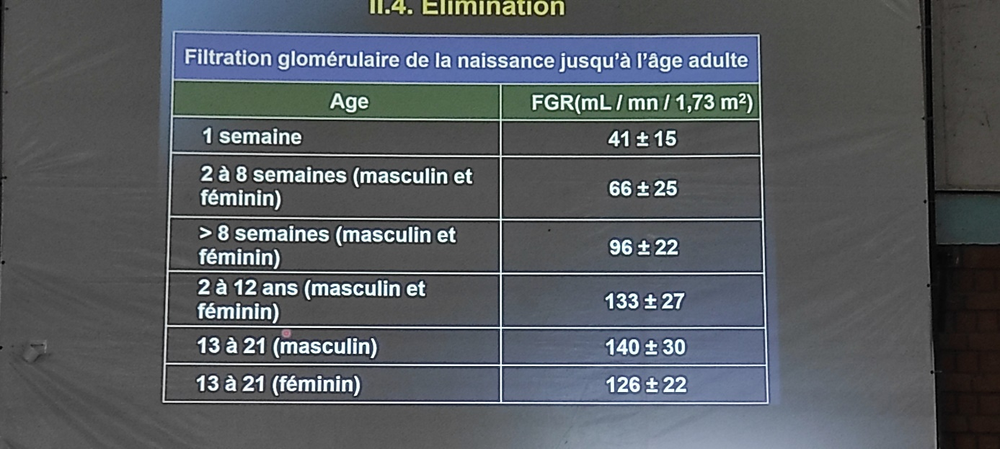 II.4. Elimination
Filtration glomérulaire de la naissance jusqu'à l'âge adulte
Age
FGR(mL / mn / 1,73 m²)
1 semaine
41 ± 15
2 à 8 semaines (masculin et
féminin)
66 ± 25
> 8 semaines (masculin et
féminin)
96 ± 22
2 à 12 ans (masculin et
féminin)
133 ± 27
13 à 21 (masculin)
140 ± 30
13 à 21 (féminin)
126 ± 22